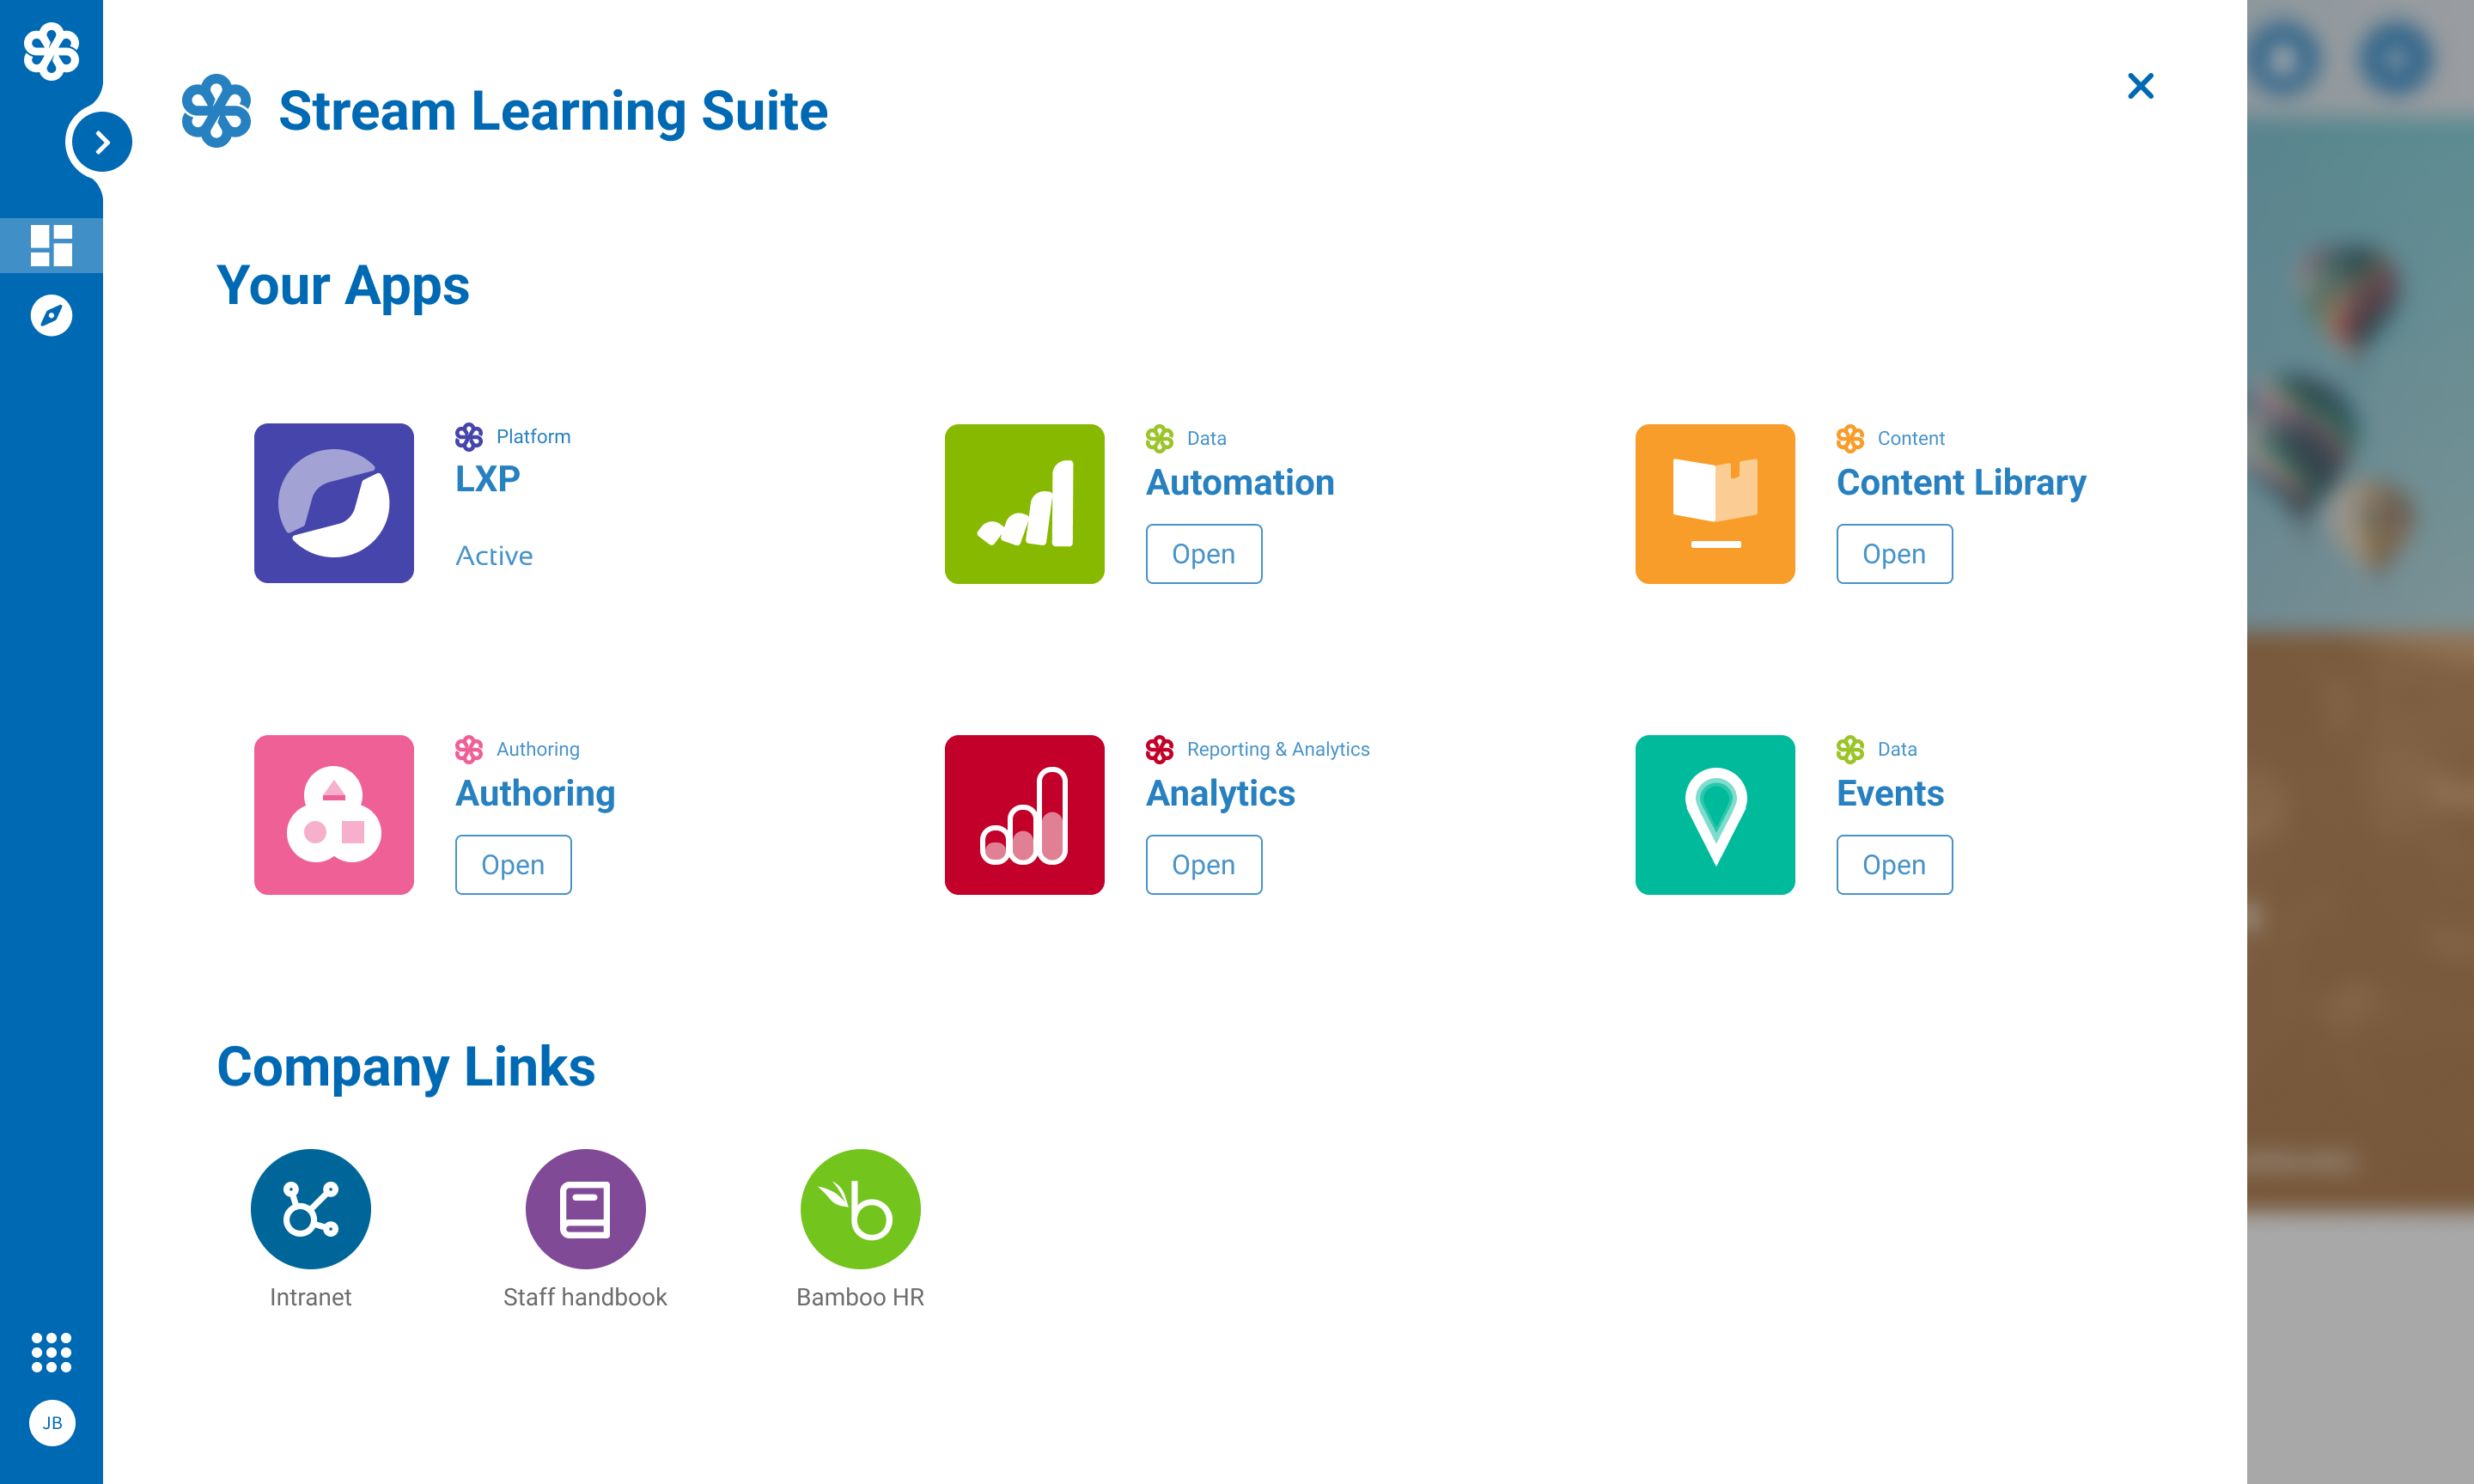 Stream Learning Suite
Your Apps
Platform
LXP
Active
Data
Automation
Open
Content
Content Library
Open
Authoring
Authoring
Open
Reporting & Analytics
Analytics
Open
Data
Events
Open
Company Links
Intranet
Staff handbook
Bamboo HR
JB